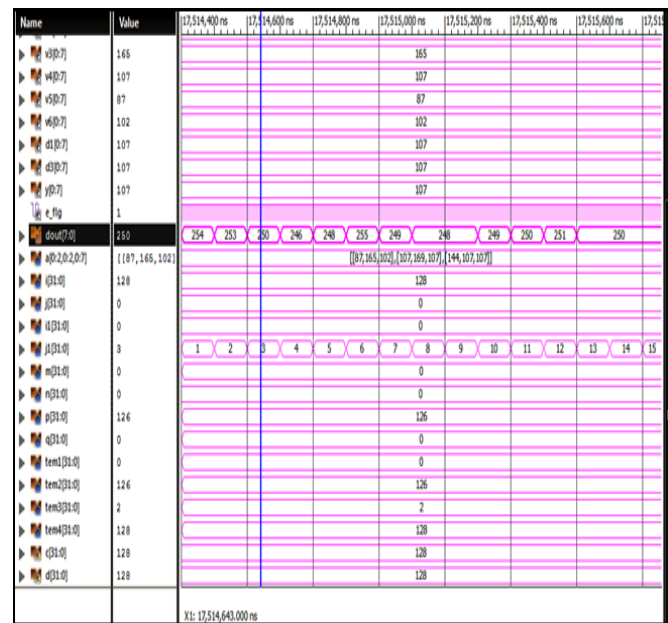 Name Value 17,514,400 ns 17,514,600 ns 17,514,800 ns 17,515,000 ns 17,515,200 ns 17,515,400 ns 17,515,600 ns 17,515
v3[0:7] 165 165
v4[0:7] 107 107
v5[0:7] 87 87
v6[0:7] 102 102
d1[0:7] 107 107
d3[0:7] 107 107
y[0:7] 107 107
e_flg 1
dout[7:0] 250 254 253 250 246 248 255 249 248 249 250 251 250
a[0:2,0:2,0:7] [[87,165,102] [[87,165,102],[107,169,107],[144,107,107]]
i[31:0] 128 128
j[31:0] 0 0
i1[31:0] 0 0
j1[31:0] 3 1 2 3 4 5 6 7 8 9 10 11 12 13 14 15
m[31:0] 0 0
n[31:0] 0 0
p[31:0] 126 126
q[31:0] 0 0
tem1[31:0] 0 0
tem2[31:0] 126 126
tem3[31:0] 2 2
tem4[31:0] 128 128
c[31:0] 128 128
d[31:0] 128 128
X1: 17,514,643.000 ns